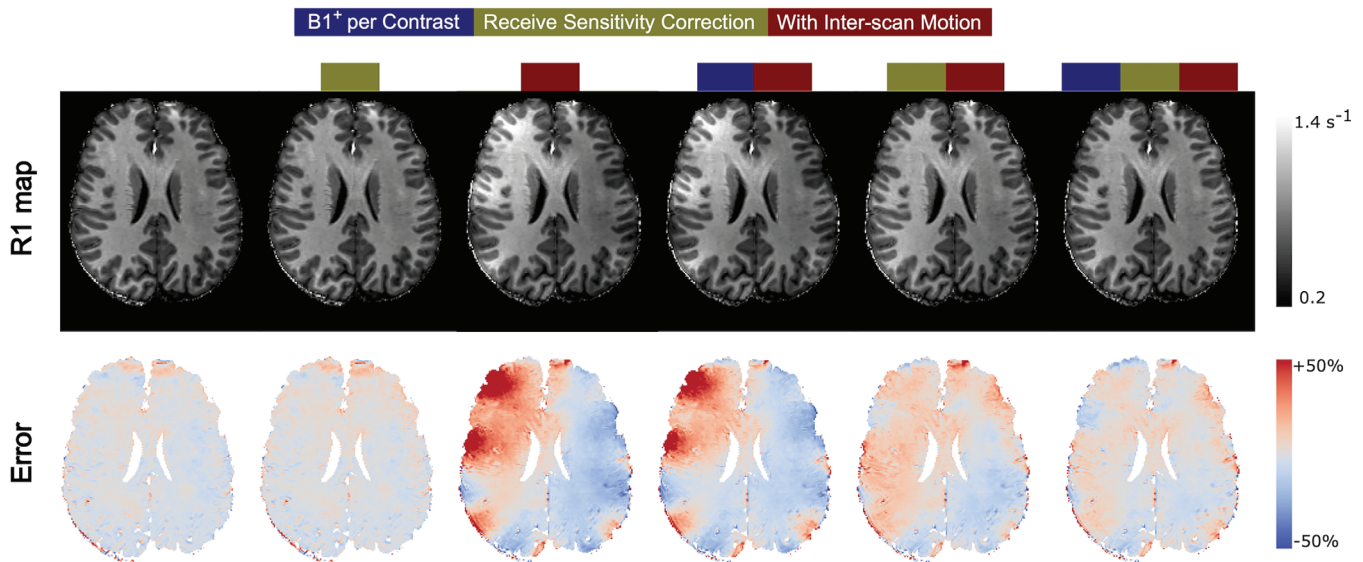 B1⁺ per Contrast Receive Sensitivity Correction With Inter-scan Motion
R1 map
1.4 s⁻¹
0.2
Error
+50%
-50%